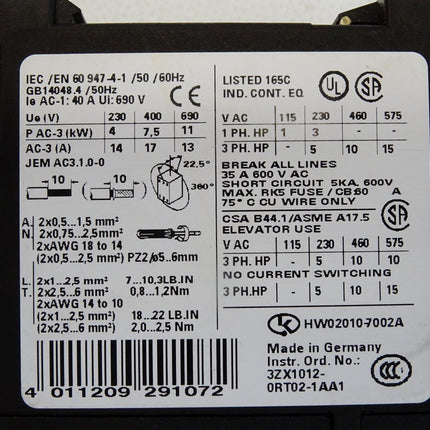 IEC /EN 60 947-4-1 /50 /60Hz
GB14048.4 /50Hz
Ie AC-1: 40 A Ui: 690 V
CE
Ue (V) 230 400 690
P AC-3 (kW) 4 7,5 11
AC-3 (A) 14 17 13
JEM AC3.1.0-0
22,5°
10 10
360°
A. 2x0,5...1,5 mm²
N. 2x0,75...2,5mm²
2xAWG 18 to 14
(2x0,5...2,5 mm²) PZ2/ø5...6mm
L. 2x1...2,5 mm² 7...10,3LB.IN
T. 2x2,5...6 mm² 0,8...1,2Nm
2xAWG 14 to 10
(2x1...2,5 mm²) 18...22 LB.IN
(2x2,5...6 mm²) 2,0...2,5 Nm
4 011209 291072
LISTED 165C
IND. CONT. EQ
UL
SA
V AC 115 230 460 575
1 PH. HP 1 3 - -
3 PH. HP - 5 10 15
BREAK ALL LINES
35 A 600 V AC
SHORT CIRCUIT 5KA, 600V
MAX. RK5 FUSE / CB:60 A
75° C CU WIRE ONLY
CSA B44.1/ASME A17.5
ELEVATOR USE
SA
V AC 115 230 460 575
3 PH.HP - 5 10 10
NO CURRENT SWITCHING
3 PH.HP - 5 10 15
HW02010-7002A
Made in Germany
Instr. Ord. No.:
3ZX1012-
0RT02-1AA1
CCC